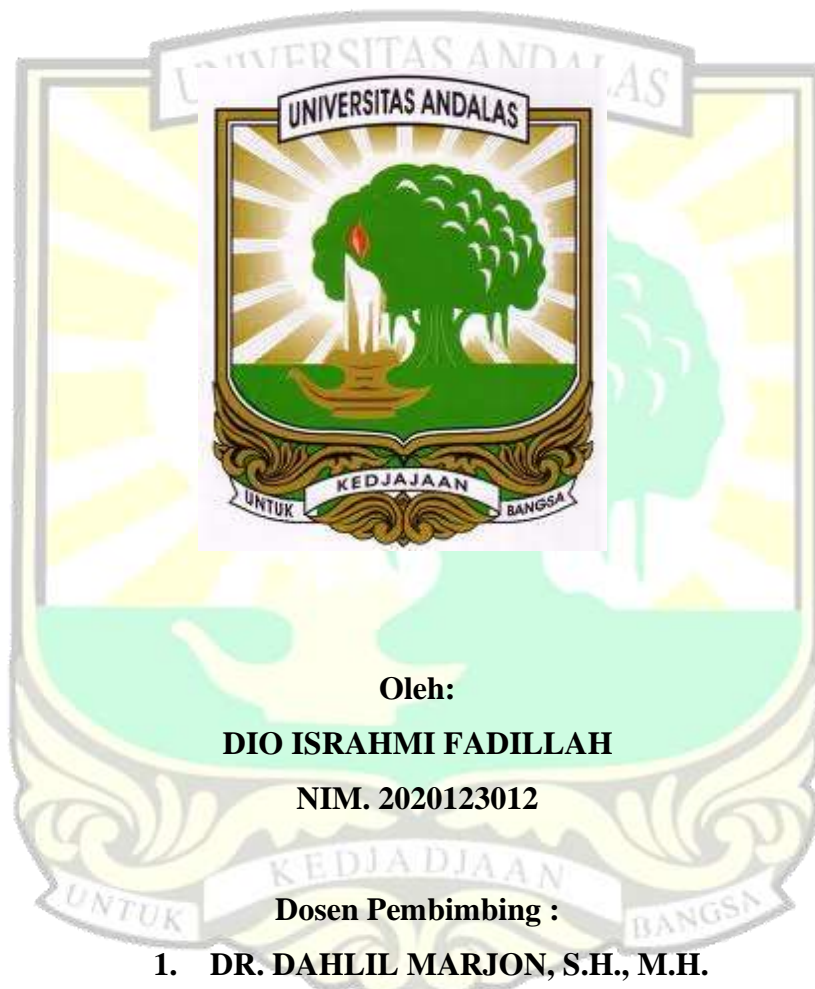 UNIVERSITAS ANDALAS
UNIVERSITAS ANDALAS
KEDJAJAAN
UNTUK BANGSA
Oleh:
DIO ISRAHMI FADILLAH
NIM. 2020123012
KEDJADJAAN
UNTUK BANGSA
Dosen Pembimbing :
1. DR. DAHLIL MARJON, S.H., M.H.